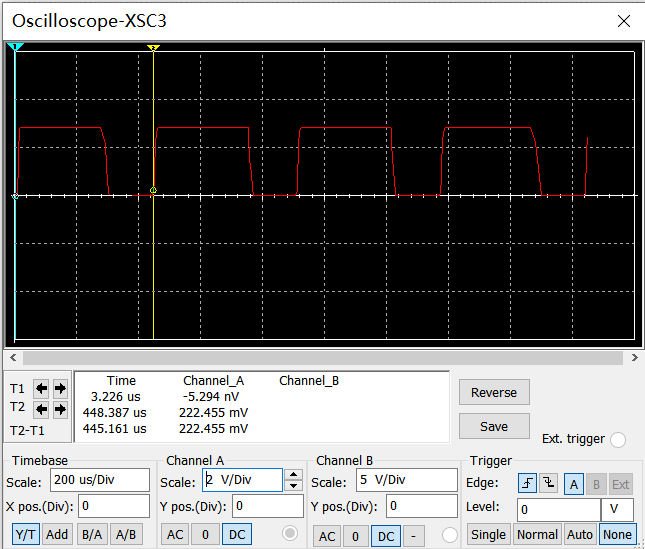 Oscilloscope-XSC3
1
2
Time Channel_A Channel_B
T1 3.226 us -5.294 nV
T2 448.387 us 222.455 mV
T2-T1 445.161 us 222.455 mV
Reverse
Save
Ext. trigger
Timebase Channel A Channel B Trigger
Scale: 200 us/Div Scale: 2 V/Div Scale: 5 V/Div Edge: A B Ext
X pos.(Div): 0 Y pos.(Div): 0 Y pos.(Div): 0 Level: 0 V
Y/T Add B/A A/B AC 0 DC AC 0 DC - Single Normal Auto None